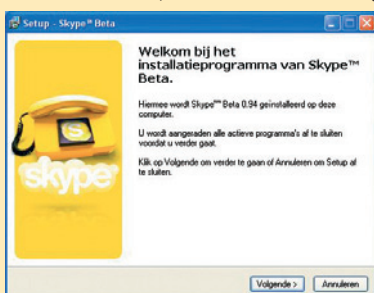 Setup - Skype™ Beta
Welkom bij het
installatieprogramma van Skype™
Beta.
Hiermee wordt Skype™ Beta 0.94 geïnstalleerd op deze
computer.
U wordt aangeraden alle actieve programma's af te sluiten
voordat u verder gaat.
Klik op Volgende om verder te gaan of Annuleren om Setup af
te sluiten.
S
skype
Volgende >
Annuleren